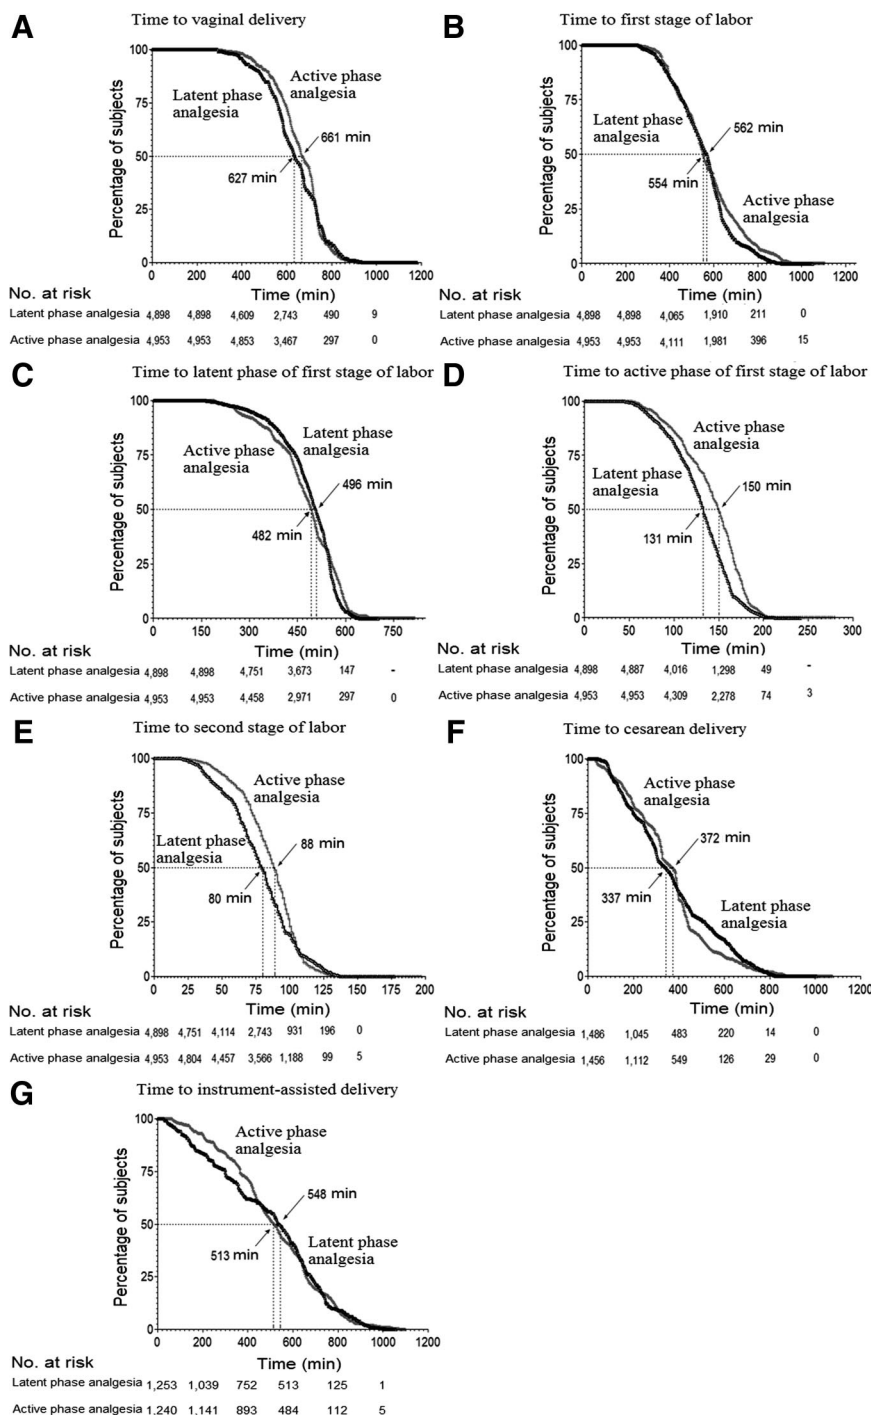 A
Time to vaginal delivery
Percentage of subjects
100
75
50
25
0
Latent phase
analgesia
Active phase
analgesia
661 min
627 min
0 200 400 600 800 1000 1200
Time (min)
No. at risk
Latent phase analgesia 4,898 4,898 4,609 2,743 490 9
Active phase analgesia 4,953 4,953 4,853 3,467 297 0
B
Time to first stage of labor
Percentage of subjects
100
75
50
25
0
Latent phase
analgesia
562 min
554 min
Active phase
analgesia
0 200 400 600 800 1000 1200
Time (min)
No. at risk
Latent phase analgesia 4,898 4,898 4,065 1,910 211 0
Active phase analgesia 4,953 4,953 4,111 1,981 396 15
C
Time to latent phase of first stage of labor
Percentage of subjects
100
75
50
25
0
Active phase
analgesia
Latent phase
analgesia
496 min
482 min
0 150 300 450 600 750
Time (min)
No. at risk
Latent phase analgesia 4,898 4,898 4,751 3,673 147 -
Active phase analgesia 4,953 4,953 4,458 2,971 297 0
D
Time to active phase of first stage of labor
Percentage of subjects
100
75
50
25
0
Active phase
analgesia
Latent phase
analgesia
150 min
131 min
0 50 100 150 200 250 300
Time (min)
No. at risk
Latent phase analgesia 4,898 4,887 4,016 1,298 49 -
Active phase analgesia 4,953 4,953 4,309 2,278 74 3
E
Time to second stage of labor
Percentage of subjects
100
75
50
25
0
Active phase
analgesia
Latent phase
analgesia
88 min
80 min
0 25 50 75 100 125 150 175 200
Time (min)
No. at risk
Latent phase analgesia 4,898 4,751 4,114 2,743 931 196 0
Active phase analgesia 4,953 4,804 4,457 3,566 1,188 99 5
F
Time to cesarean delivery
Percentage of subjects
100
75
50
25
0
Active phase
analgesia
372 min
337 min
Latent phase
analgesia
0 200 400 600 800 1000 1200
Time (min)
No. at risk
Latent phase analgesia 1,486 1,045 483 220 14 0
Active phase analgesia 1,456 1,112 549 126 29 0
G
Time to instrument-assisted delivery
Percentage of subjects
100
75
50
25
0
Active phase
analgesia
548 min
513 min
Latent phase
analgesia
0 200 400 600 800 1000 1200
Time (min)
No. at risk
Latent phase analgesia 1,253 1,039 752 513 125 1
Active phase analgesia 1,240 1,141 893 484 112 5